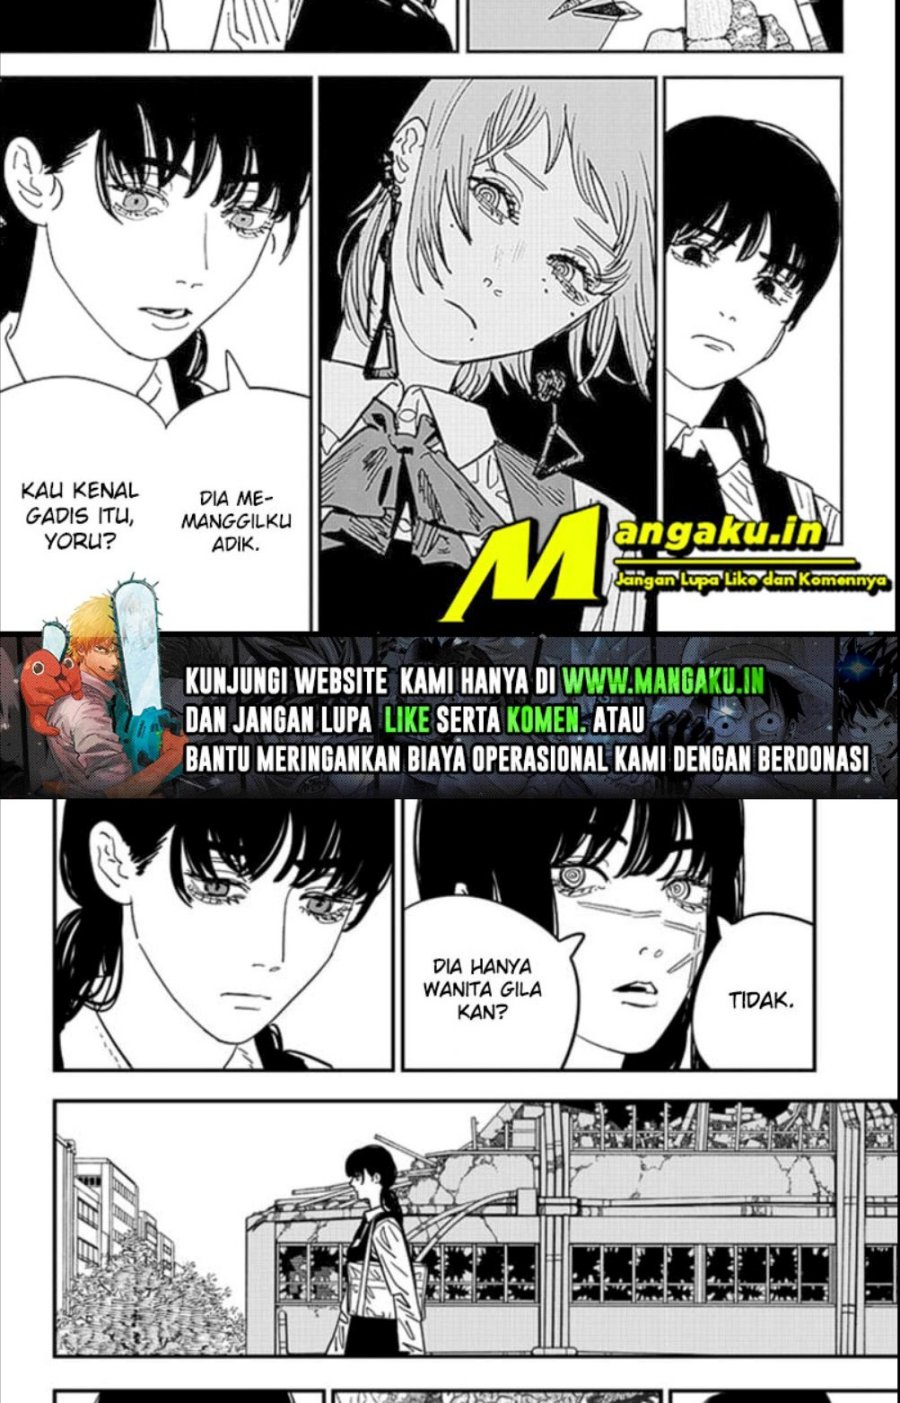 DIA ME-
MANGGILKU
ADIK.
KAU KENAL
GADIS ITU,
YORU?
Mangaku.in
Jangan Lupa Like dan Komennya
KUNJUNGI WEBSITE KAMI HANYA DI WWW.MANGAKU.IN
DAN JANGAN LUPA LIKE SERTA KOMEN. ATAU
BANTU MERINGANKAN BIAYA OPERASIONAL KAMI DENGAN BERDONASI
TIDAK.
DIA HANYA
WANITA GILA
KAN?